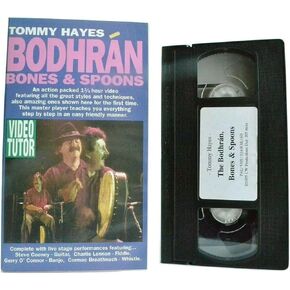 TOMMY HAYES
BODHRÁN
BONES & SPOONS
An action packed 1¾ hour video
featuring all the great styles and techniques,
also amazing ones shown here for the first time.
This master player teaches you everything
step by step in an easy friendly manner.
VIDEO
TUTOR
Complete with live stage performances featuring...
Steve Cooney - Guitar, Charlie Lennon - Fiddle,
Gerry O' Connor - Banjo, Cormac Breathnach - Whistle.
Tommy Hayes
The Bodhrán,
Bones & Spoons